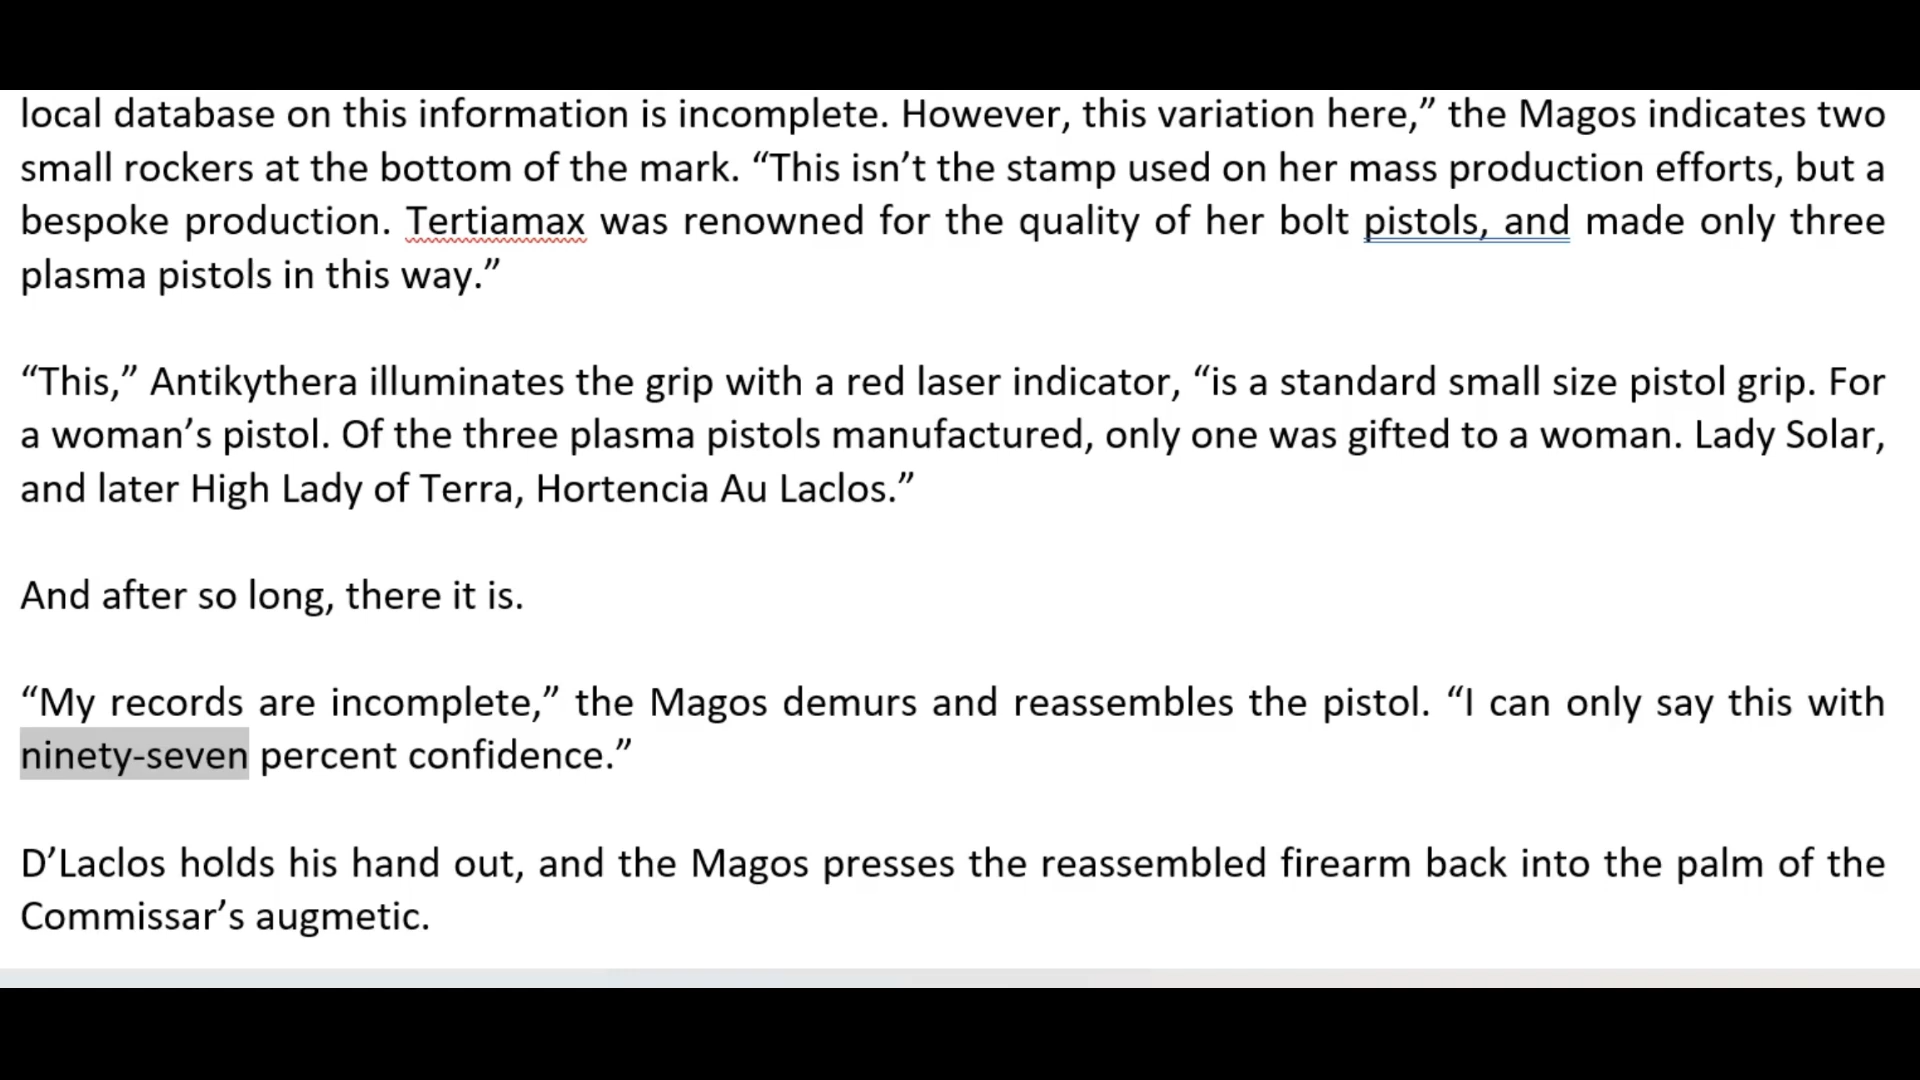 local database on this information is incomplete. However, this variation here,” the Magos indicates two
small rockers at the bottom of the mark. “This isn’t the stamp used on her mass production efforts, but a
bespoke production. Tertiamax was renowned for the quality of her bolt pistols, and made only three
plasma pistols in this way.”
“This,” Antikythera illuminates the grip with a red laser indicator, “is a standard small size pistol grip. For
a woman’s pistol. Of the three plasma pistols manufactured, only one was gifted to a woman. Lady Solar,
and later High Lady of Terra, Hortencia Au Laclos.”
And after so long, there it is.
“My records are incomplete,” the Magos demurs and reassembles the pistol. “I can only say this with
ninety-seven percent confidence.”
D’Laclos holds his hand out, and the Magos presses the reassembled firearm back into the palm of the
Commissar’s augmetic.